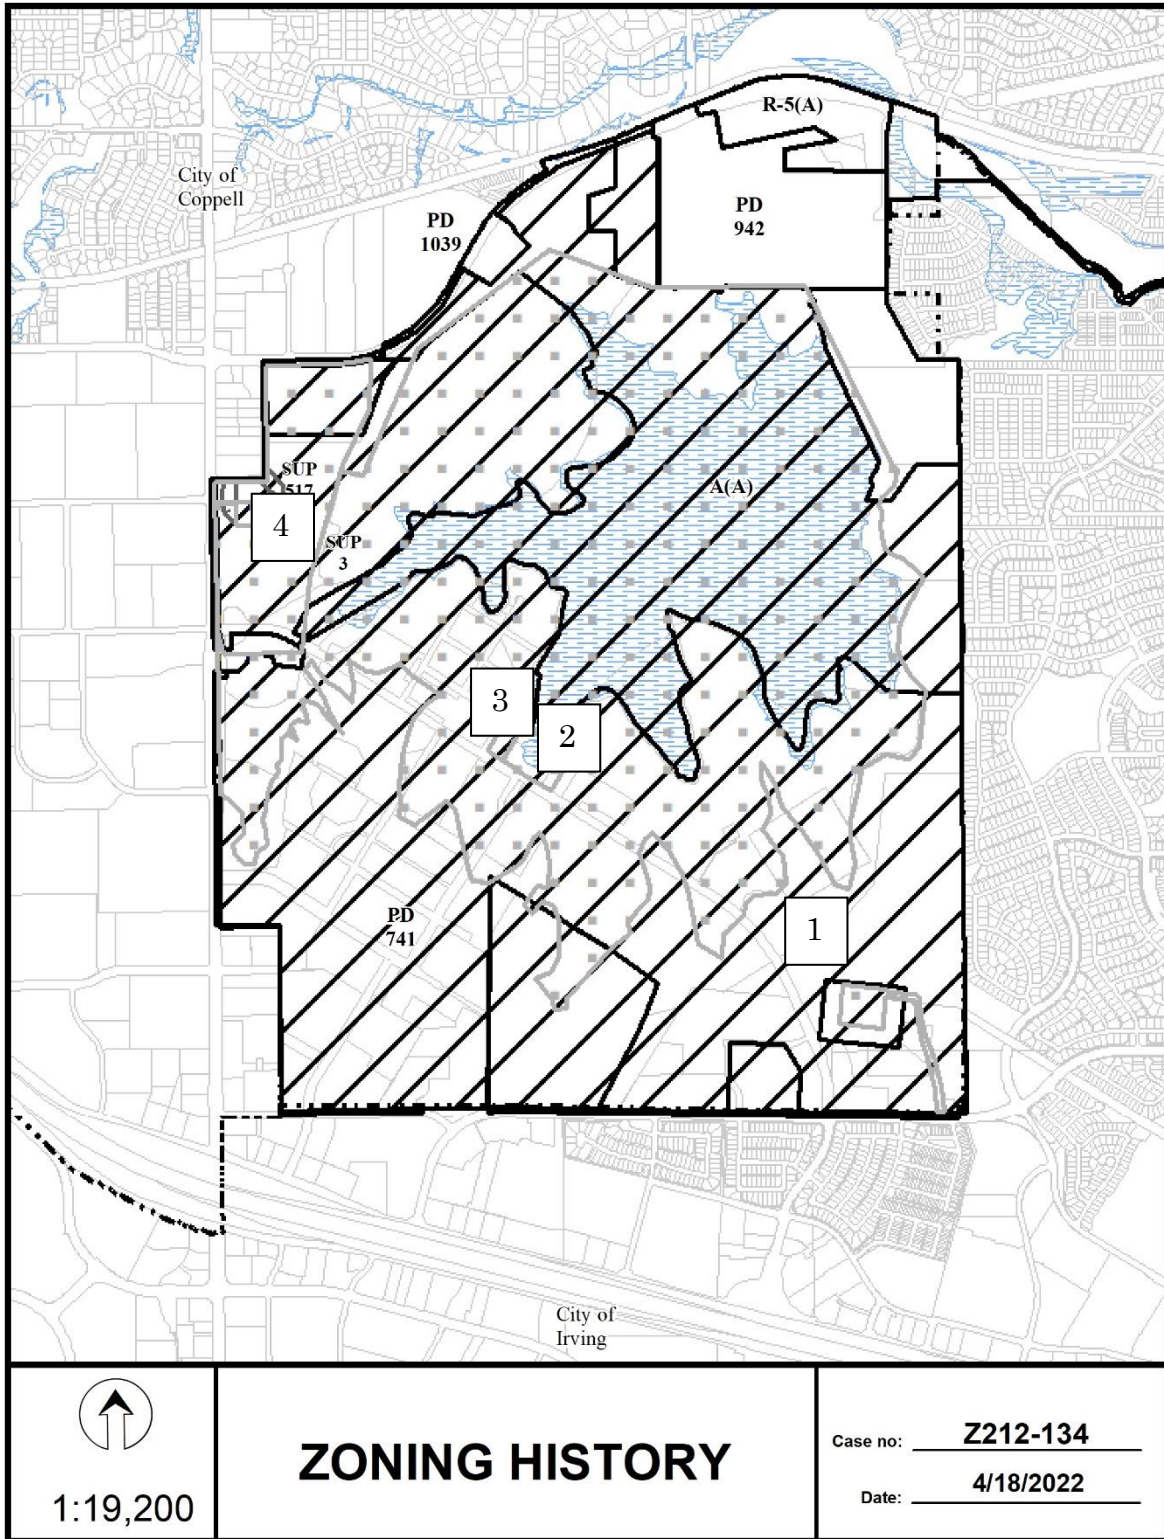 R-5(A)
City of
Coppell
PD
1039
PD
942
SUP
517
A(A)
4
SUP
3
3
2
PD
741
1
City of
Irving
1:19,200
ZONING HISTORY
Case no: Z212-134
Date: 4/18/2022